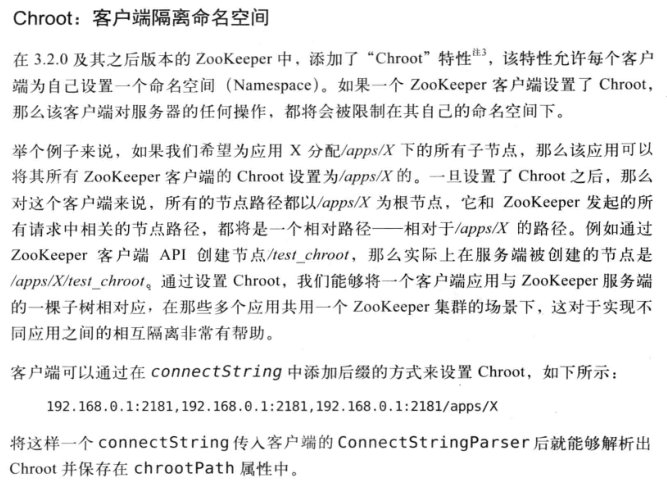 Chroot：客户端隔离命名空间
在 3.2.0 及其之后版本的 ZooKeeper 中，添加了“Chroot”特性注3，该特性允许每个客户
端为自己设置一个命名空间（Namespace）。如果一个 ZooKeeper 客户端设置了 Chroot，
那么该客户端对服务器的任何操作，都将会被限制在其自己的命名空间下。
举个例子来说，如果我们希望为应用 X 分配/apps/X 下的所有子节点，那么该应用可以
将其所有 ZooKeeper 客户端的 Chroot 设置为/apps/X 的。一旦设置了 Chroot 之后，那么
对这个客户端来说，所有的节点路径都以/apps/X 为根节点，它和 ZooKeeper 发起的所
有请求中相关的节点路径，都将是一个相对路径——相对于/apps/X 的路径。例如通过
ZooKeeper 客户端 API 创建节点/test_chroot，那么实际上在服务端被创建的节点是
/apps/X/test_chroot。通过设置 Chroot，我们能够将一个客户端应用与 ZooKeeper 服务端
的一棵子树相对应，在那些多个应用共用一个 ZooKeeper 集群的场景下，这对于实现不
同应用之间的相互隔离非常有帮助。
客户端可以通过在 connectString 中添加后缀的方式来设置 Chroot，如下所示：
192.168.0.1:2181,192.168.0.1:2181,192.168.0.1:2181/apps/X
将这样一个 connectString 传入客户端的 ConnectStringParser 后就能够解析出
Chroot 并保存在 chrootPath 属性中。